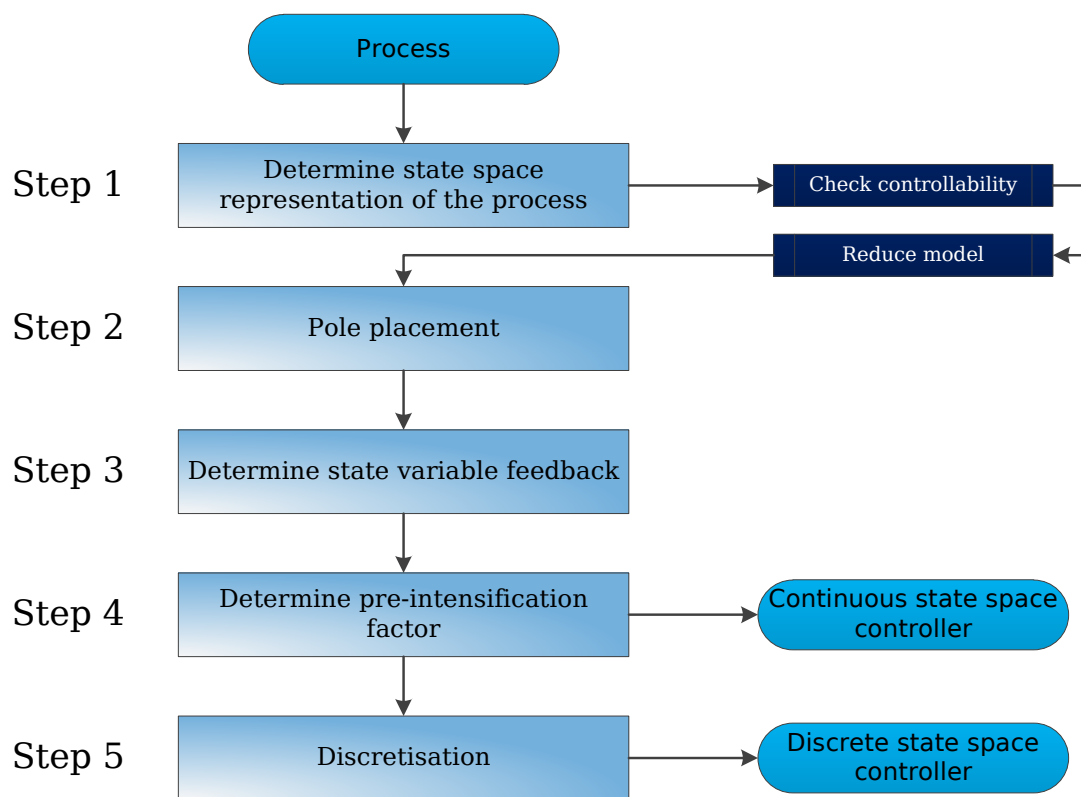 Process
Step 1
Determine state space
representation of the process
Check controllability
Reduce model
Step 2
Pole placement
Step 3
Determine state variable feedback
Step 4
Determine pre-intensification
factor
Continuous state space
controller
Step 5
Discretisation
Discrete state space
controller